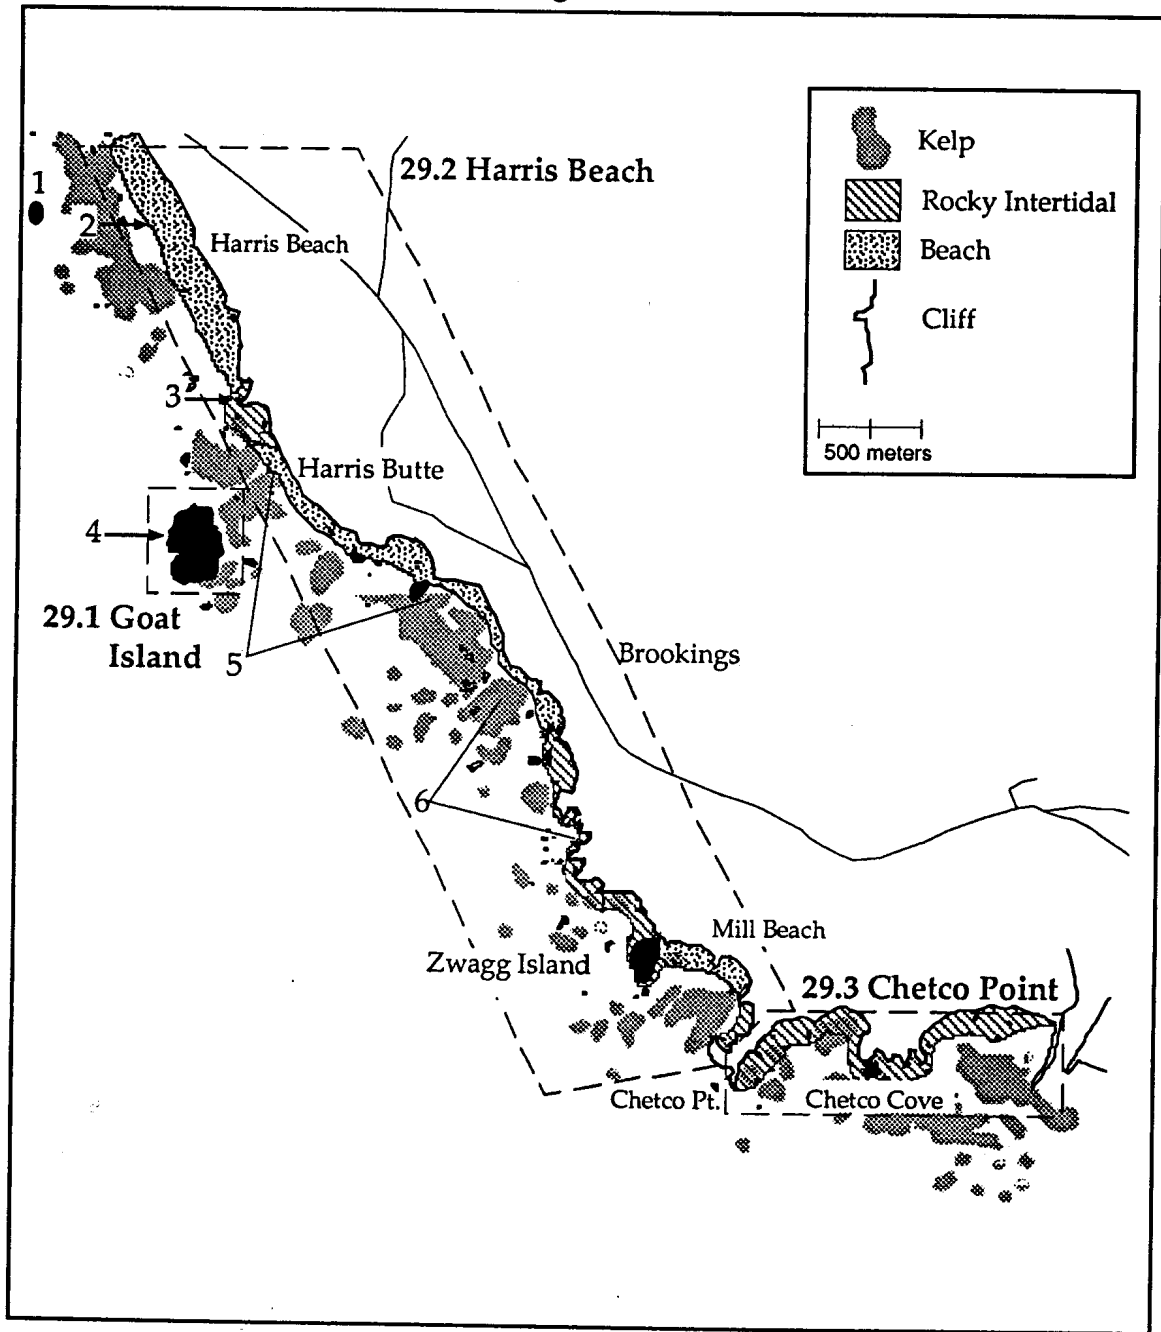 Kelp
Rocky Intertidal
Beach
Cliff
500 meters
29.2 Harris Beach
1
2
Harris Beach
3
Harris Butte
4
29.1 Goat
Island
5
Brookings
6
Mill Beach
Zwagg Island
29.3 Chetco Point
Chetco Pt.
Chetco Cove